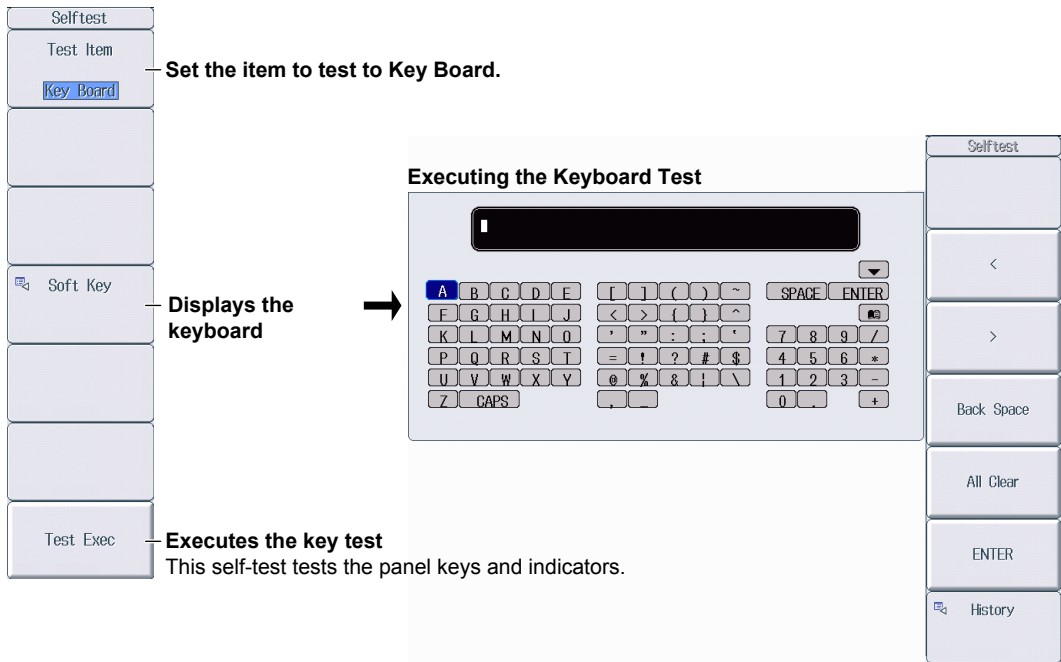 Selftest
Test Item
Key Board
Set the item to test to Key Board.
Soft Key
Displays the
keyboard
Test Exec
Executes the key test
This self-test tests the panel keys and indicators.
Executing the Keyboard Test
A B C D E [ ] ( ) ~ SPACE ENTER
F G H I J < > { } ^
K L M N O ' " : ; ‘ 7 8 9 /
P Q R S T = ! ? # $ 4 5 6 *
U V W X Y @ % & ¦ \ 1 2 3 -
Z CAPS , _ 0 . +
Selftest
<
>
Back Space
All Clear
ENTER
History